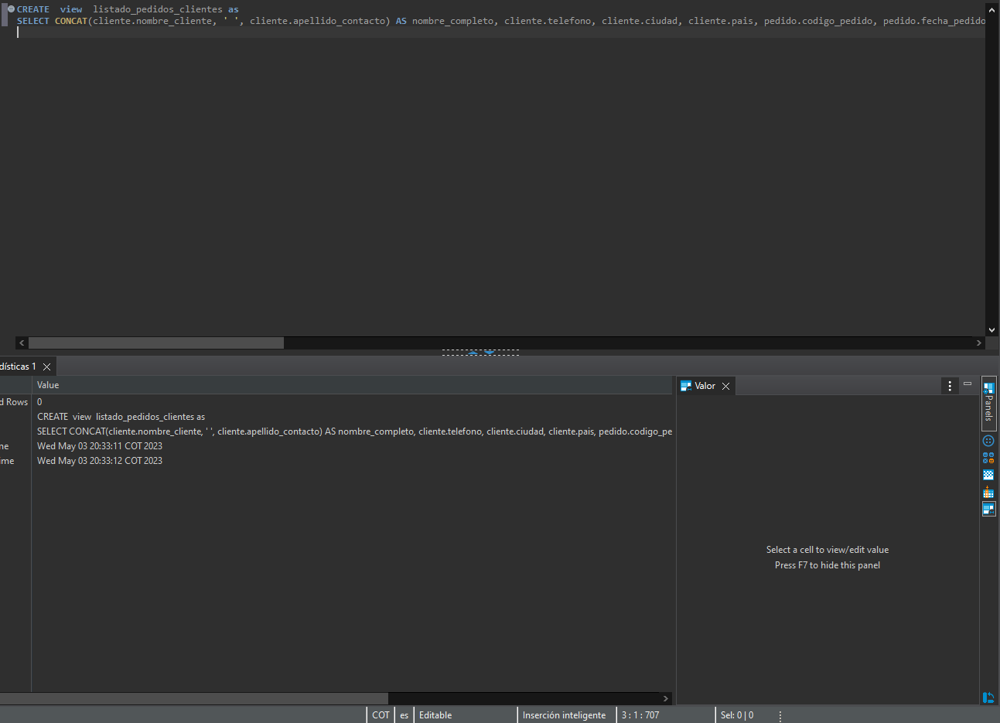 CREATE  view  listado_pedidos_clientes as
SELECT CONCAT(cliente.nombre_cliente, ' ', cliente.apellido_contacto) AS nombre_completo, cliente.telefono, cliente.ciudad, cliente.pais, pedido.codigo_pedido, pedido.fecha_pedido
dísticas 1
Value
d Rows 0
CREATE  view  listado_pedidos_clientes as
SELECT CONCAT(cliente.nombre_cliente, ' ', cliente.apellido_contacto) AS nombre_completo, cliente.telefono, cliente.ciudad, cliente.pais, pedido.codigo_pe
me Wed May 03 20:33:11 COT 2023
ime Wed May 03 20:33:12 COT 2023
Valor
Panels
Select a cell to view/edit value
Press F7 to hide this panel
COT es Editable Inserción inteligente 3 : 1 : 707 Sel: 0 | 0